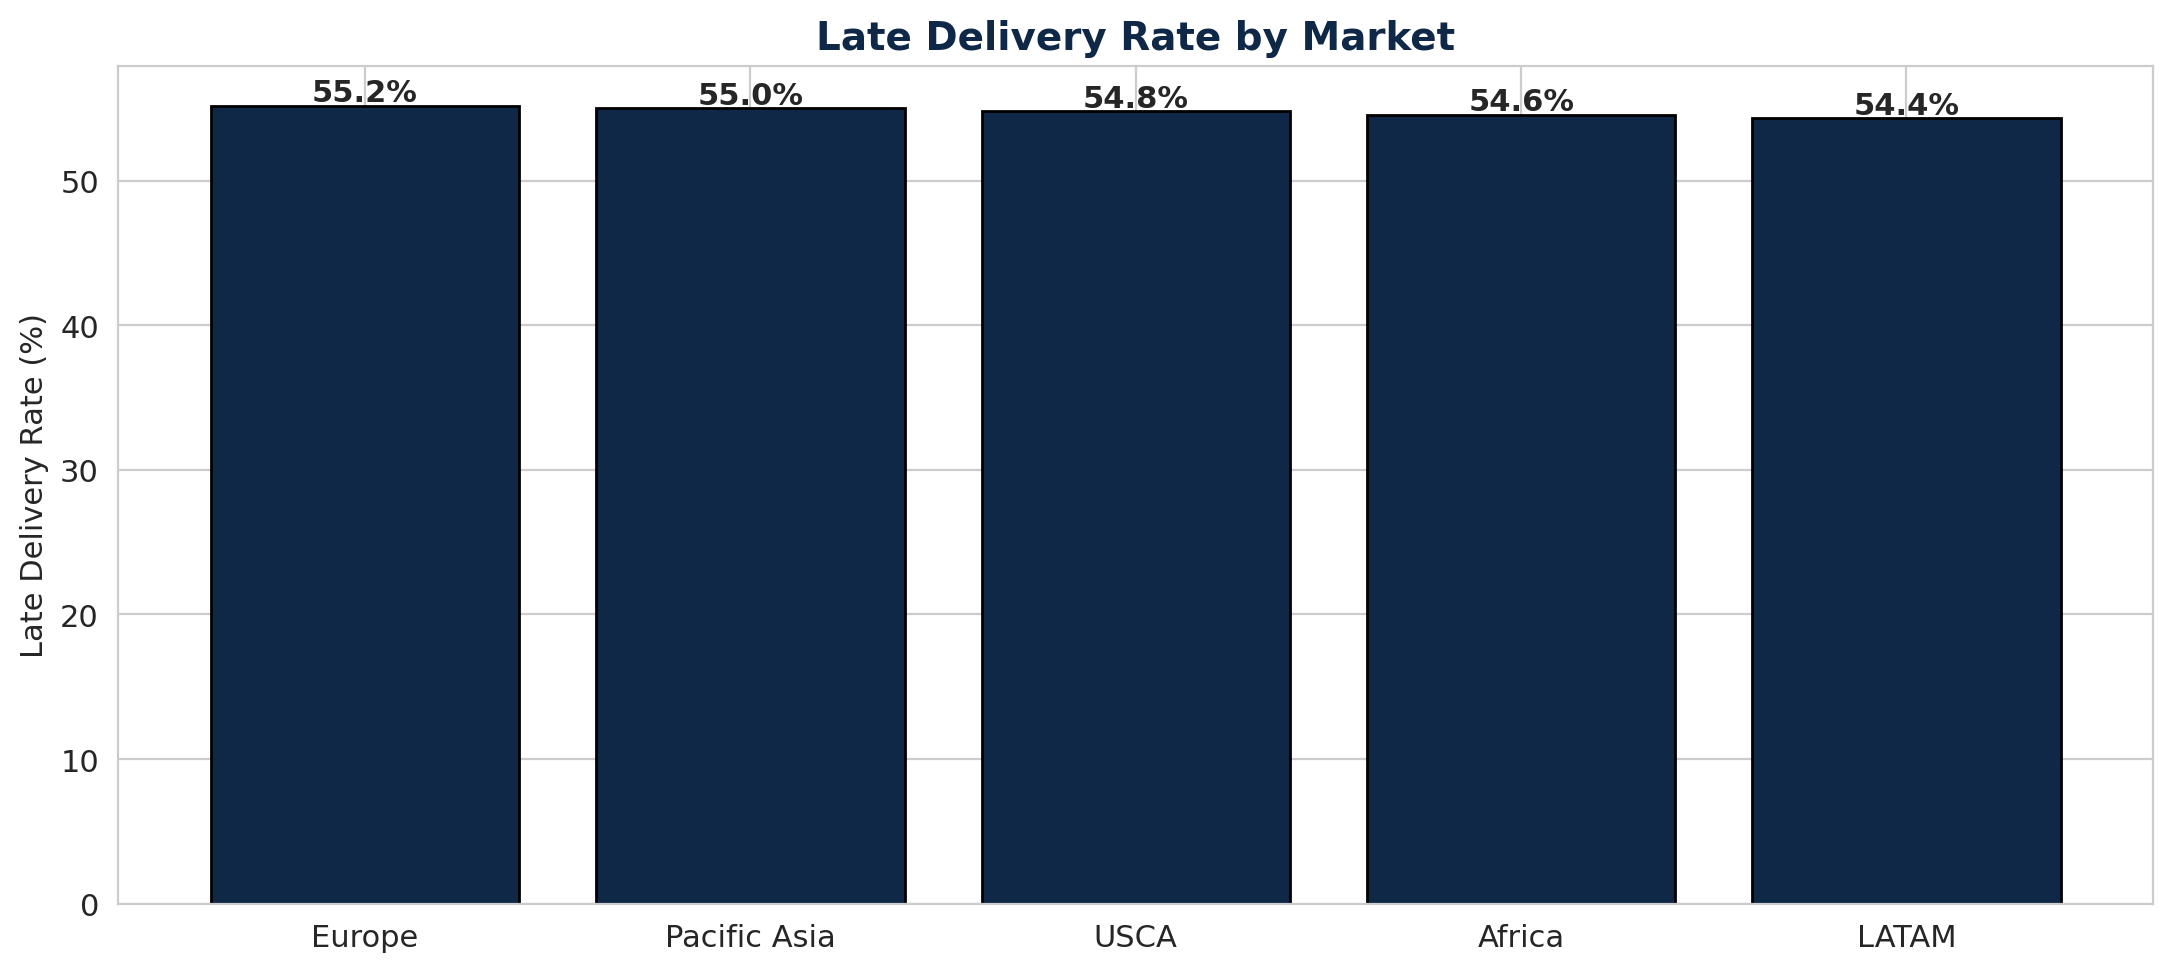 Late Delivery Rate by Market
55.2%
55.0%
54.8%
54.6%
54.4%
Late Delivery Rate (%)
50
40
30
20
10
0
Europe
Pacific Asia
USCA
Africa
LATAM